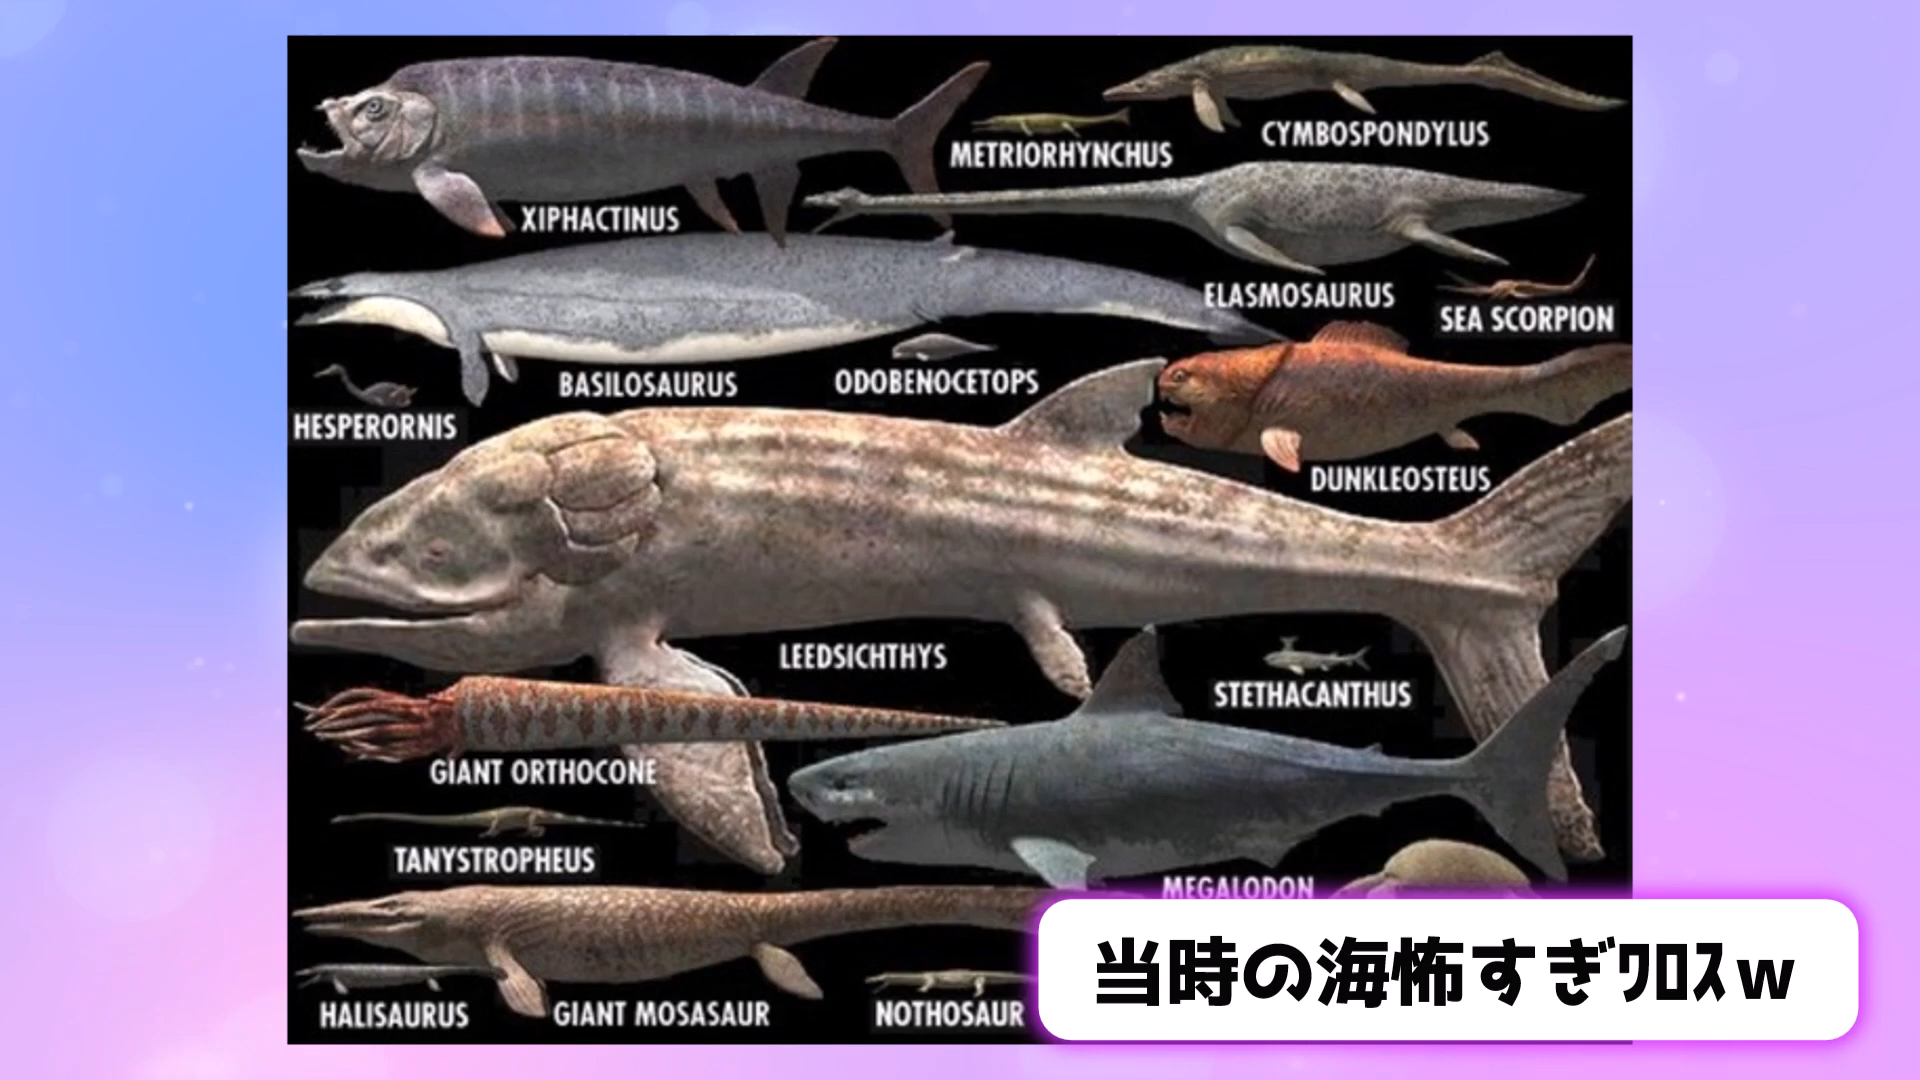 METRIORHYNCHUS
CYMBOSPONDYLUS
XIPHACTINUS
ELASMOSAURUS
SEA SCORPION
BASILOSAURUS
ODOBENOCETOPS
HESPERORNIS
DUNKLEOSTEUS
LEEDSICHTHYS
STETHACANTHUS
GIANT ORTHOCONE
TANYSTROPHEUS
MEGALODON
HALISAURUS
GIANT MOSASAUR
NOTHOSAUR
当時の海怖すぎﾜﾛｽw